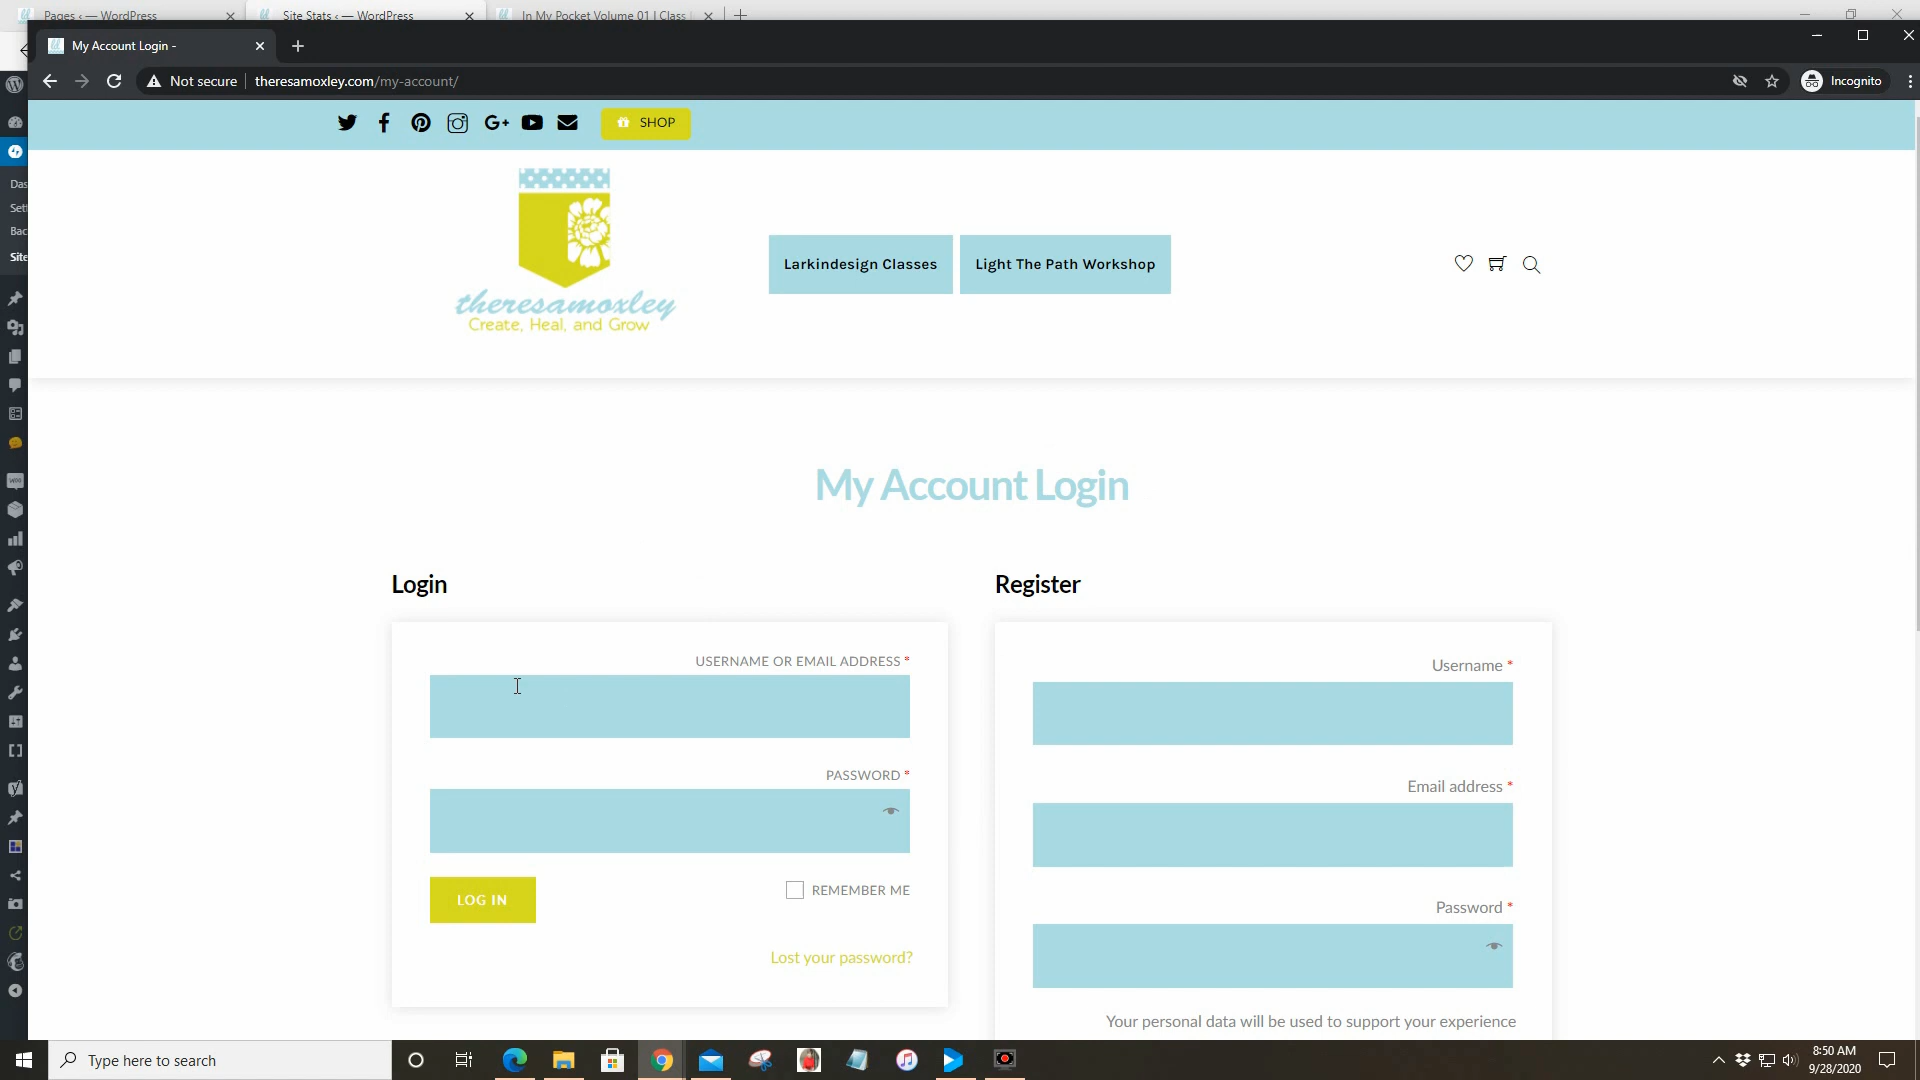 Pages ‹ — WordPress
Site Stats ‹ — WordPress
In My Pocket Volume 01 | Class
My Account Login -
Not secure
theresamoxley.com/my-account/
Incognito
SHOP
theresamoxley
Create, Heal, and Grow
Larkindesign Classes
Light The Path Workshop
My Account Login
Login
USERNAME OR EMAIL ADDRESS *
PASSWORD *
LOG IN
REMEMBER ME
Lost your password?
Register
Username *
Email address *
Password *
Your personal data will be used to support your experience
Das
Sett
Bac
Site
Type here to search
8:50 AM
9/28/2020